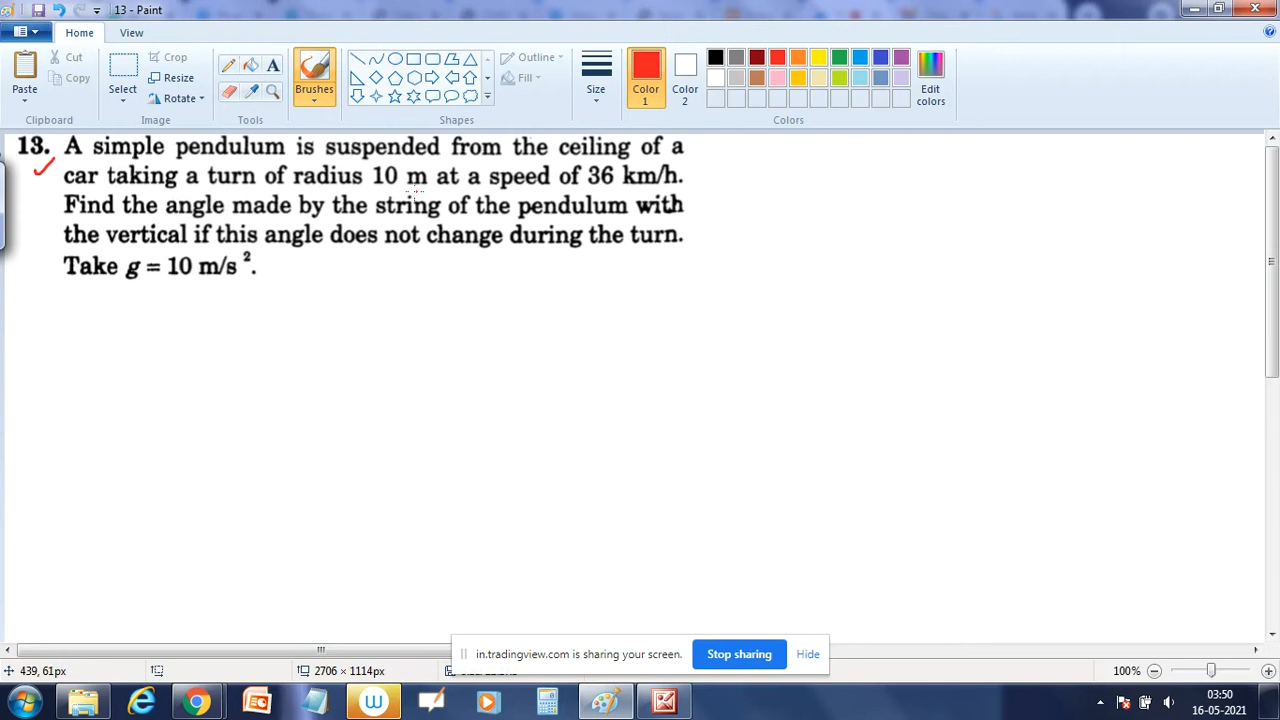 13 - Paint
Home View
Paste Cut Copy Select Crop Resize Rotate Brushes Outline Fill Size Color 1 Color 2 Edit colors
Clipboard Image Tools Shapes Colors
13. A simple pendulum is suspended from the ceiling of a
car taking a turn of radius 10 m at a speed of 36 km/h.
Find the angle made by the string of the pendulum with
the vertical if this angle does not change during the turn.
Take g = 10 m/s².
in.tradingview.com is sharing your screen. Stop sharing Hide
439, 61px 2706 × 1114px 100%
03:50
16-05-2021